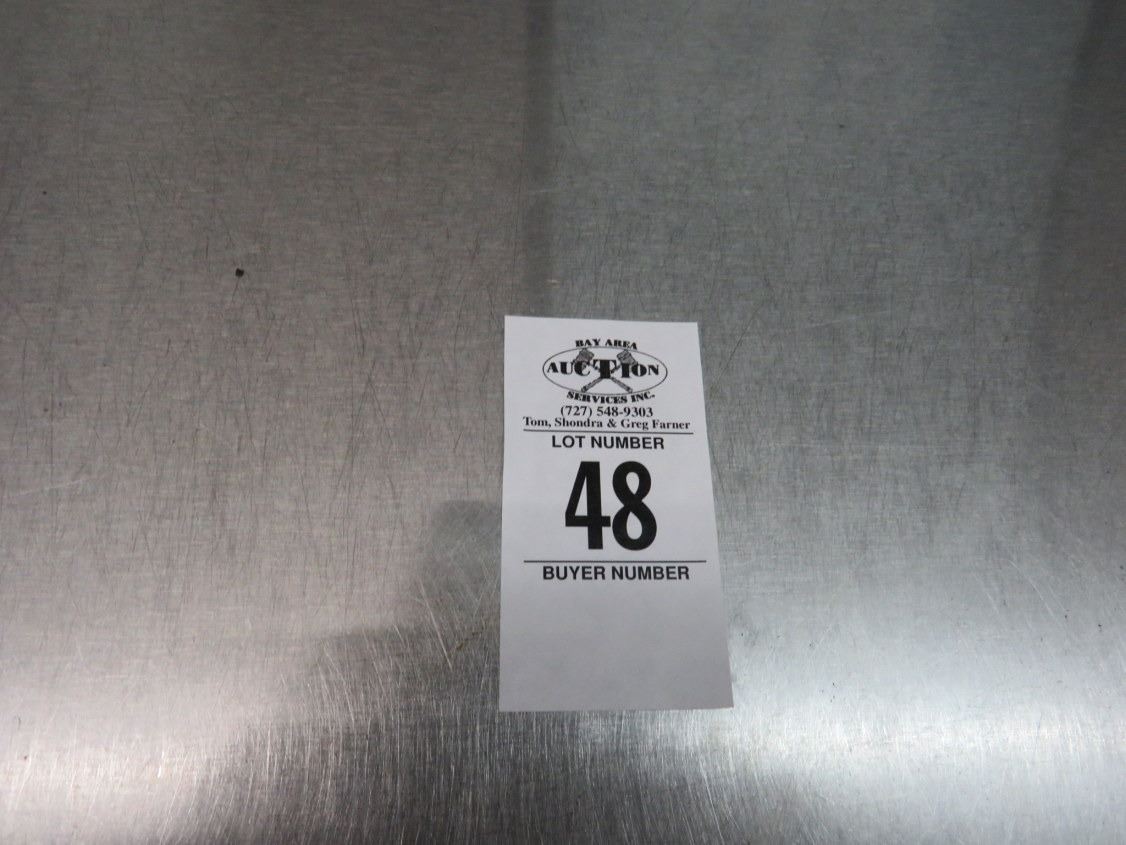 BAY AREA
AUCTION
SERVICES INC.
(727) 548-9303
Tom, Shondra & Greg Farner
LOT NUMBER
48
BUYER NUMBER